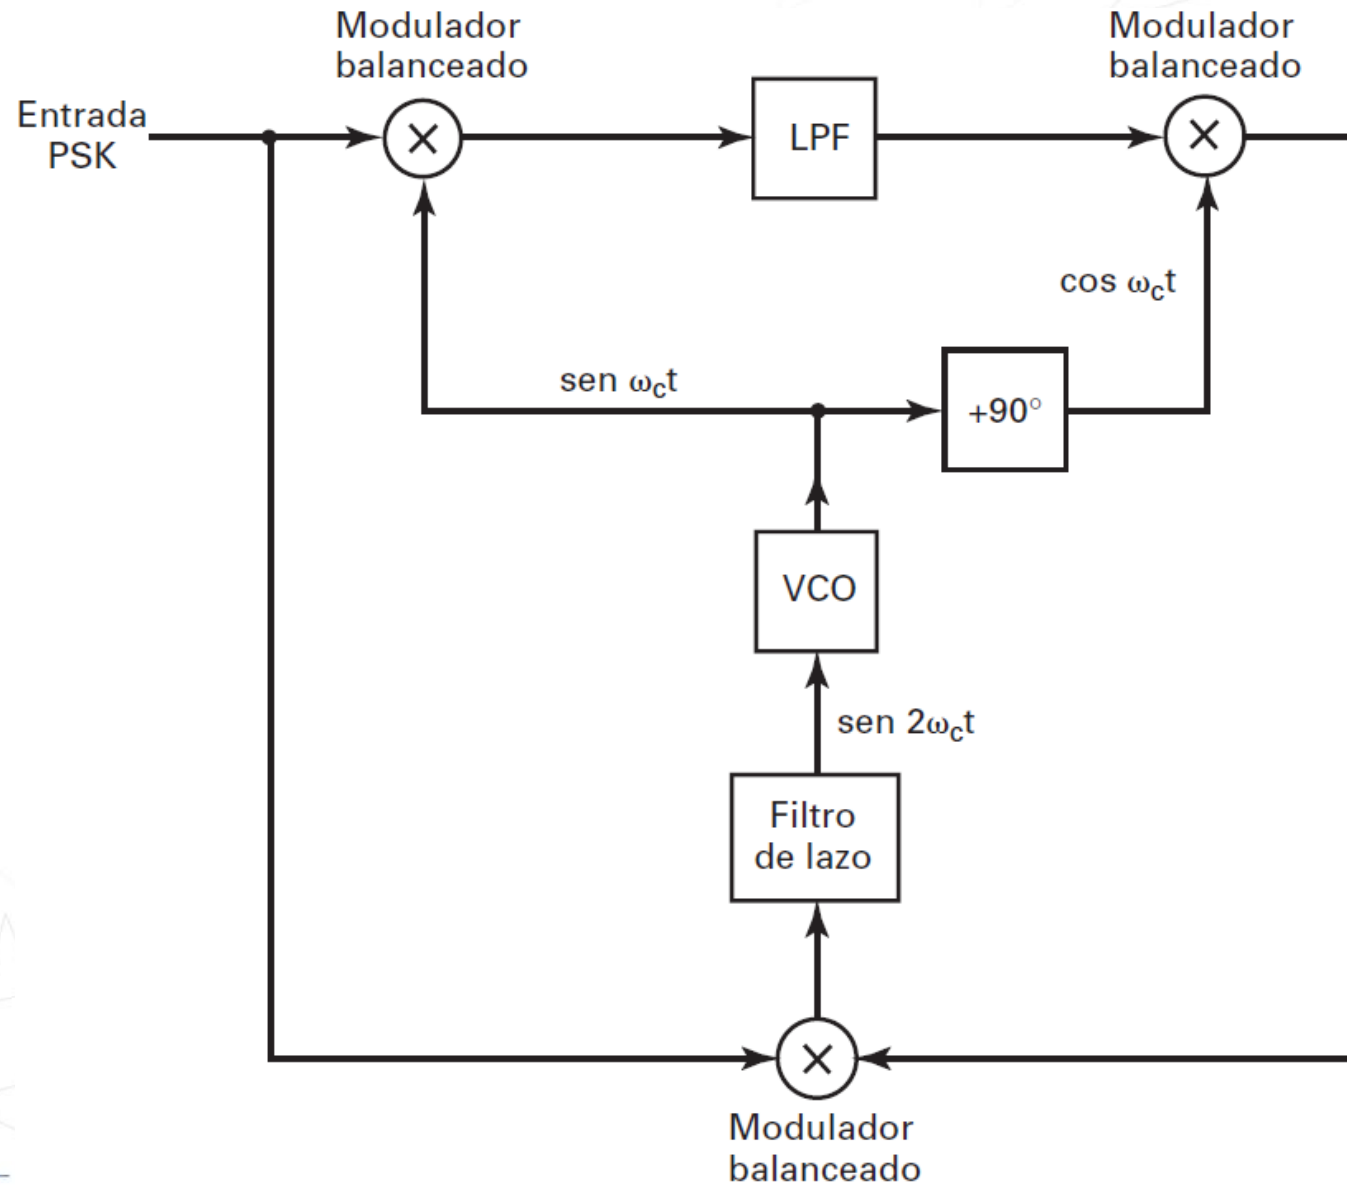 Modulador
balanceado
Modulador
balanceado
Entrada
PSK
×
LPF
×
cos ωct
sen ωct
+90°
VCO
sen 2ωct
Filtro
de lazo
×
Modulador
balanceado